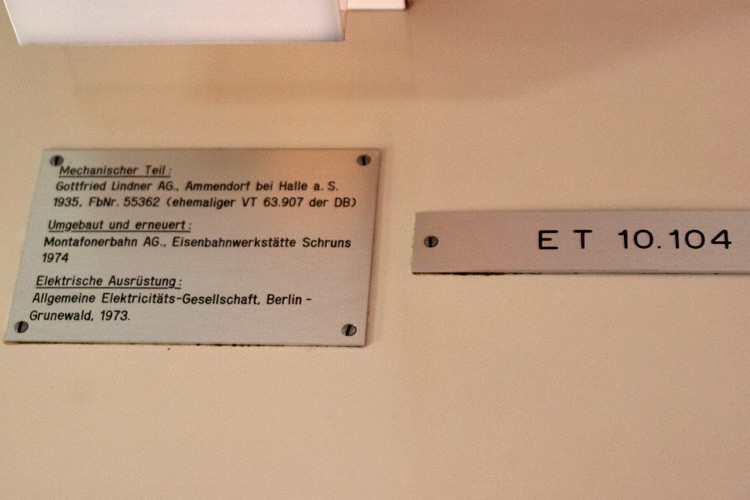 Mechanischer Teil:
Gottfried Lindner AG., Ammendorf bei Halle a. S.
1935, FbNr. 55362 (ehemaliger VT 63.907 der DB)
Umgebaut und erneuert:
Montafonerbahn AG., Eisenbahnwerkstätte Schruns
1974
Elektrische Ausrüstung:
Allgemeine Elektricitäts-Gesellschaft, Berlin-
Grunewald, 1973.
ET 10.104